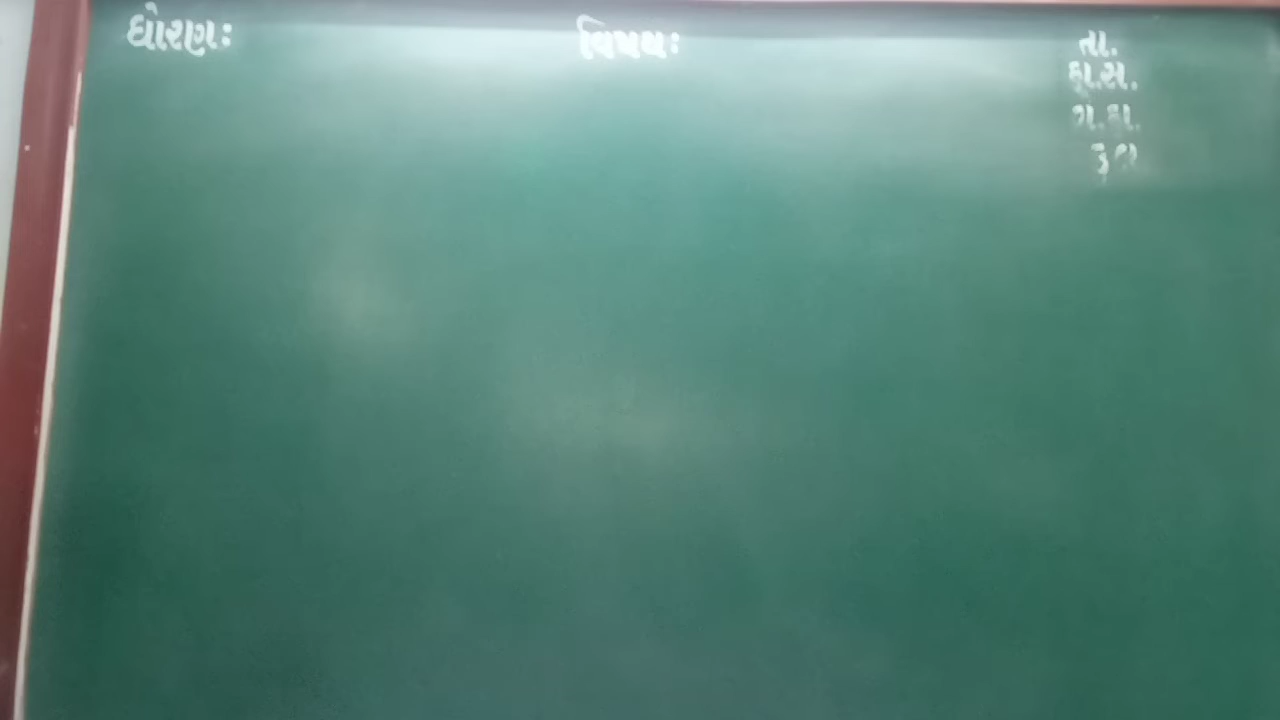 ધોરણઃ
વિષયઃ
તા.
હા.સ.
ગે.હા.
કુલ